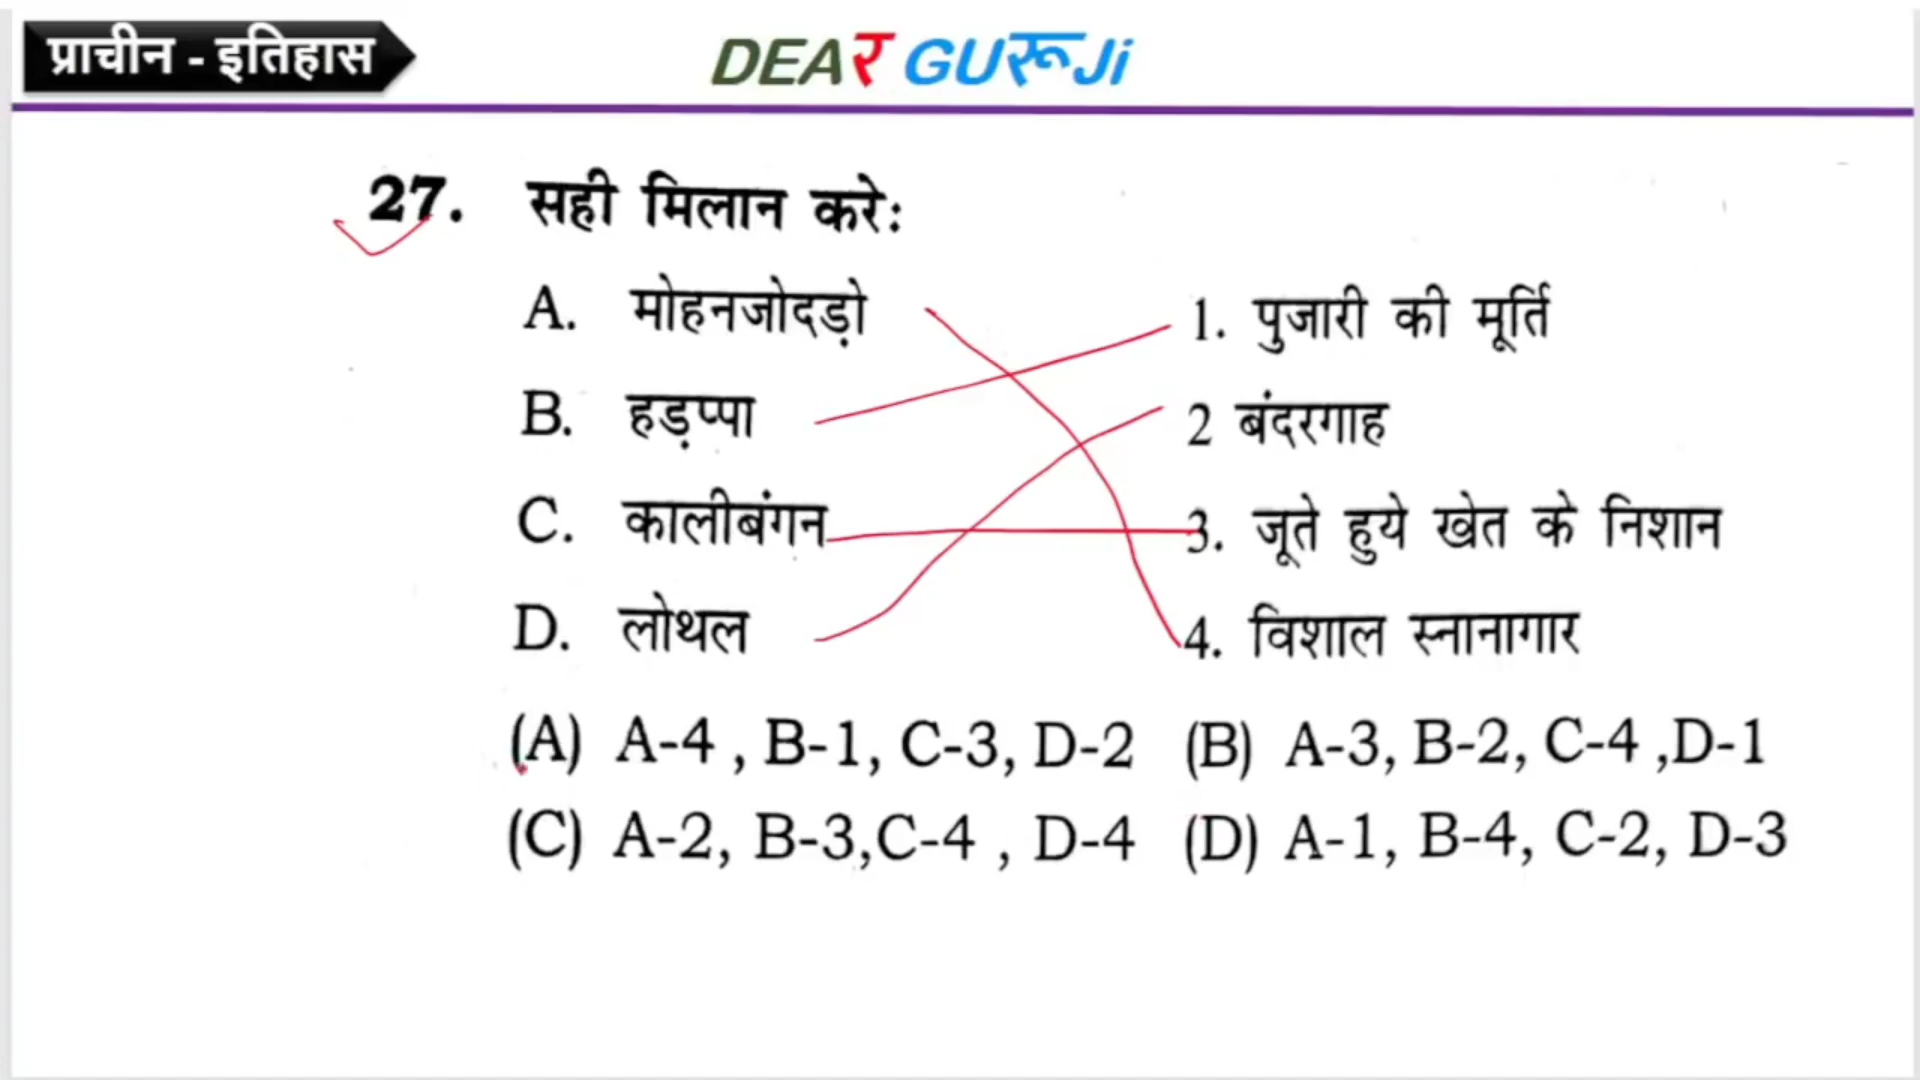 प्राचीन - इतिहास
DEAर GUरूJi
27. सही मिलान करे:
A. मोहनजोदड़ो 1. पुजारी की मूर्ति
B. हड़प्पा 2 बंदरगाह
C. कालीबंगन 3. जूते हुये खेत के निशान
D. लोथल 4. विशाल स्नानागार
(A) A-4 , B-1, C-3, D-2 (B) A-3, B-2, C-4 ,D-1
(C) A-2, B-3,C-4 , D-4 (D) A-1, B-4, C-2, D-3